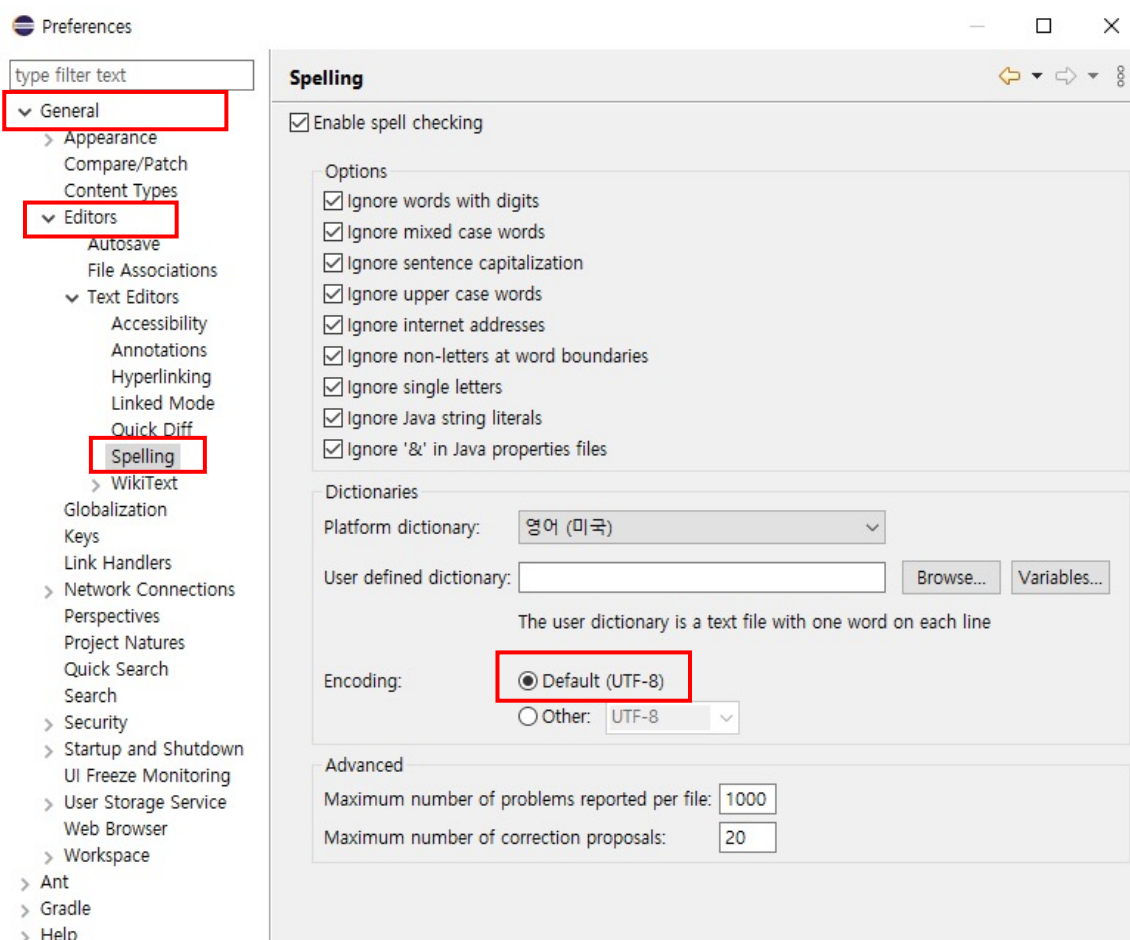 Preferences
type filter text
General
Appearance
Compare/Patch
Content Types
Editors
Autosave
File Associations
Text Editors
Accessibility
Annotations
Hyperlinking
Linked Mode
Quick Diff
Spelling
WikiText
Globalization
Keys
Link Handlers
Network Connections
Perspectives
Project Natures
Quick Search
Search
Security
Startup and Shutdown
UI Freeze Monitoring
User Storage Service
Web Browser
Workspace
Ant
Gradle
Help
Spelling
Enable spell checking
Options
Ignore words with digits
Ignore mixed case words
Ignore sentence capitalization
Ignore upper case words
Ignore internet addresses
Ignore non-letters at word boundaries
Ignore single letters
Ignore Java string literals
Ignore '&' in Java properties files
Dictionaries
Platform dictionary: 영어 (미국)
User defined dictionary: Browse... Variables...
The user dictionary is a text file with one word on each line
Encoding: Default (UTF-8)
Other: UTF-8
Advanced
Maximum number of problems reported per file: 1000
Maximum number of correction proposals: 20